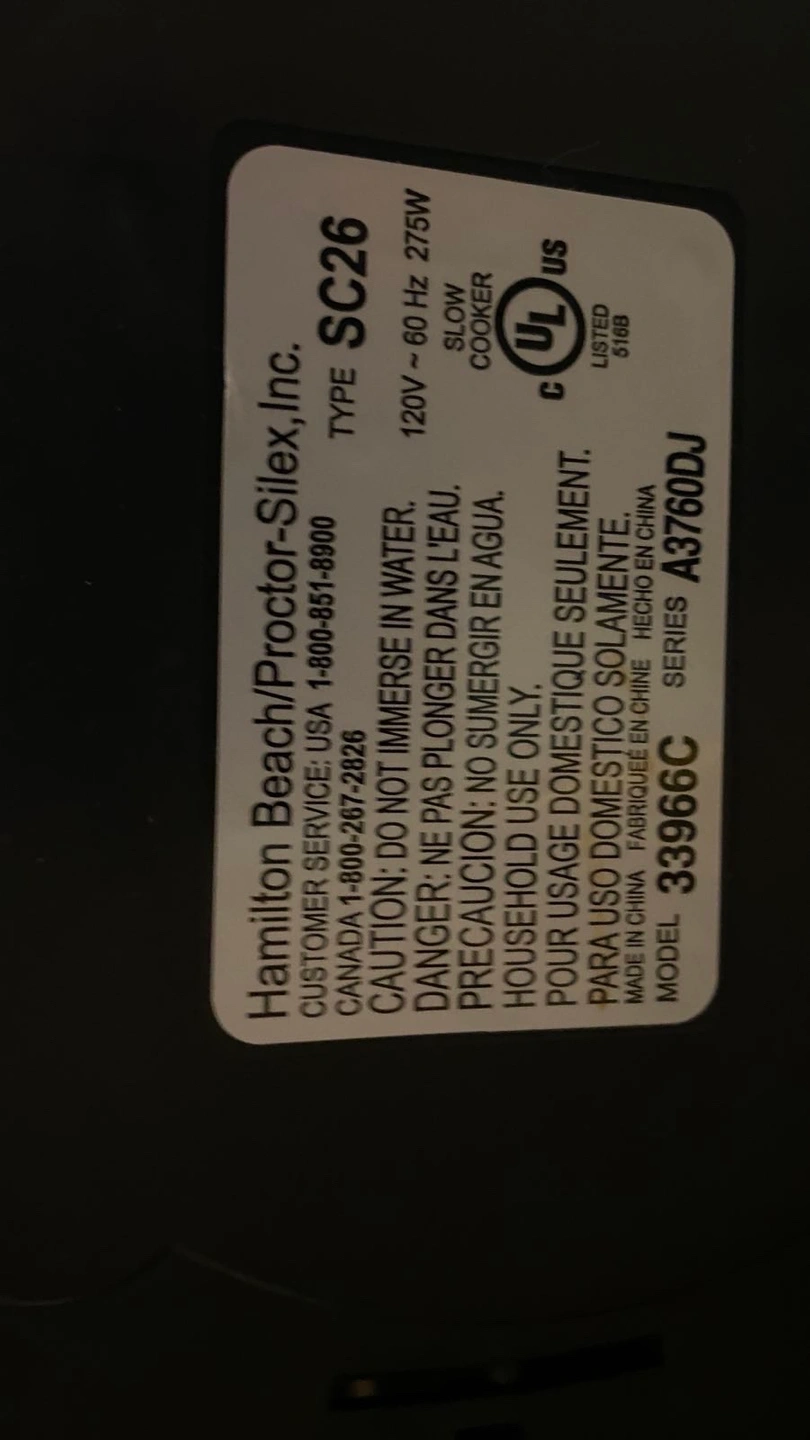 Hamilton Beach/Proctor-Silex,Inc.
CUSTOMER SERVICE: USA 1-800-851-8900
CANADA 1-800-267-2826
TYPE SC26
CAUTION: DO NOT IMMERSE IN WATER.
DANGER: NE PAS PLONGER DANS L'EAU.
PRECAUCION: NO SUMERGIR EN AGUA.
120V ~ 60 Hz 275W
SLOW
COOKER
HOUSEHOLD USE ONLY.
POUR USAGE DOMESTIQUE SEULEMENT.
PARA USO DOMESTICO SOLAMENTE.
C UL US
LISTED
516B
MADE IN CHINA FABRIQUEÉ EN CHINE HECHO EN CHINA
MODEL 33966C SERIES A3760DJ